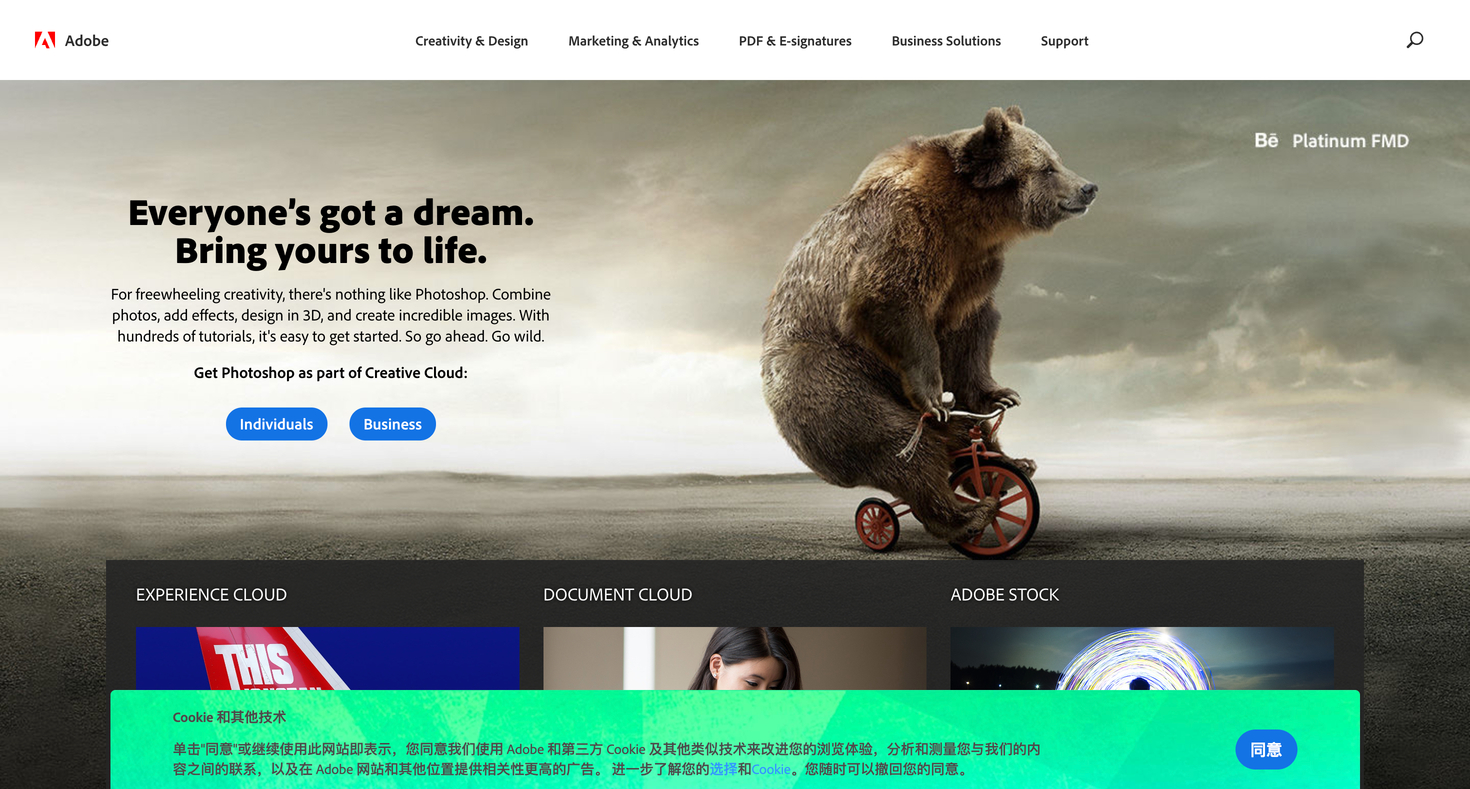 Adobe
Creativity & Design
Marketing & Analytics
PDF & E-signatures
Business Solutions
Support
Bē Platinum FMD
Everyone's got a dream.
Bring yours to life.
For freewheeling creativity, there's nothing like Photoshop. Combine
photos, add effects, design in 3D, and create incredible images. With
hundreds of tutorials, it's easy to get started. So go ahead. Go wild.
Get Photoshop as part of Creative Cloud:
Individuals
Business
EXPERIENCE CLOUD
DOCUMENT CLOUD
ADOBE STOCK
THIS
Cookie 和其他技术
单击"同意"或继续使用此网站即表示，您同意我们使用 Adobe 和第三方 Cookie 及其他类似技术来改进您的浏览体验，分析和测量您与我们的内
容之间的联系，以及在 Adobe 网站和其他位置提供相关性更高的广告。 进一步了解您的选择和Cookie。您随时可以撤回您的同意。
同意